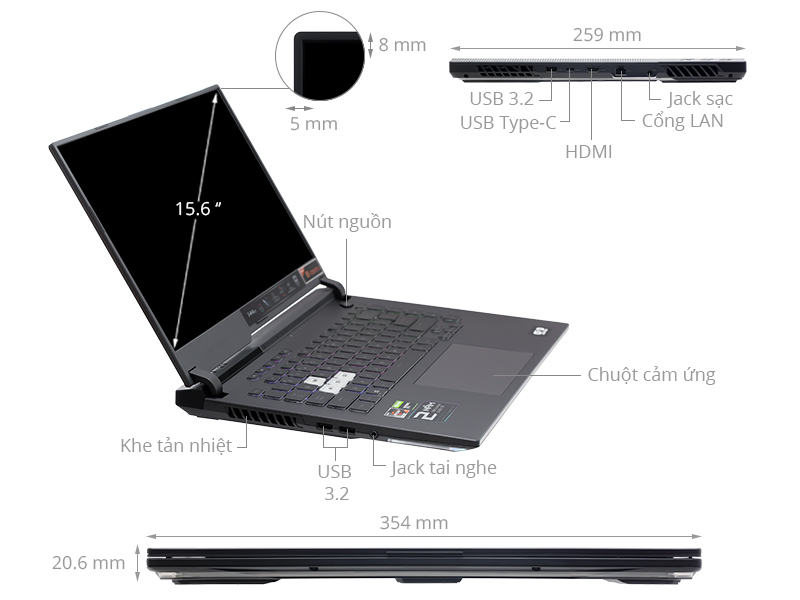 8 mm
5 mm
259 mm
USB 3.2
USB Type-C
HDMI
Cổng LAN
Jack sạc
15.6 “
Nút nguồn
Chuột cảm ứng
Khe tản nhiệt
USB
3.2
Jack tai nghe
354 mm
20.6 mm